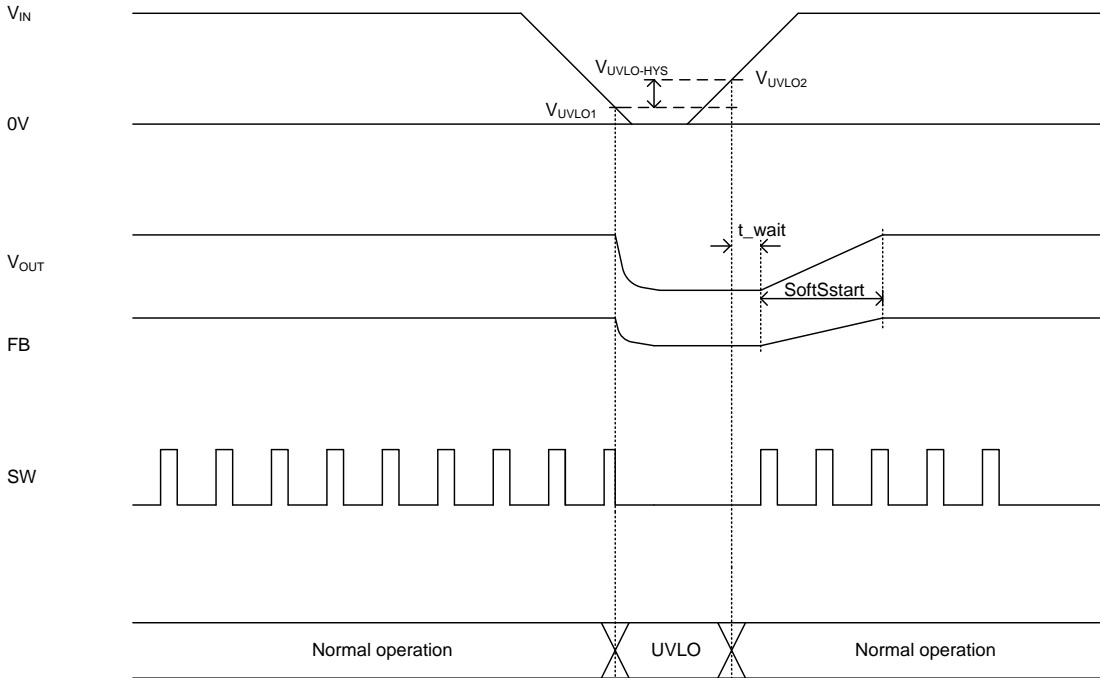 VIN
VUVLO-HYS
VUVLO2
VUVLO1
0V
t_wait
VOUT
SoftSstart
FB
SW
Normal operation
UVLO
Normal operation